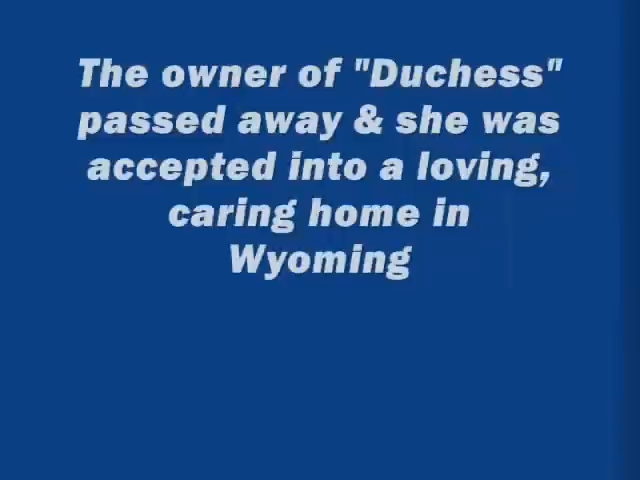 The owner of "Duchess"
passed away & she was
accepted into a loving,
caring home in
Wyoming